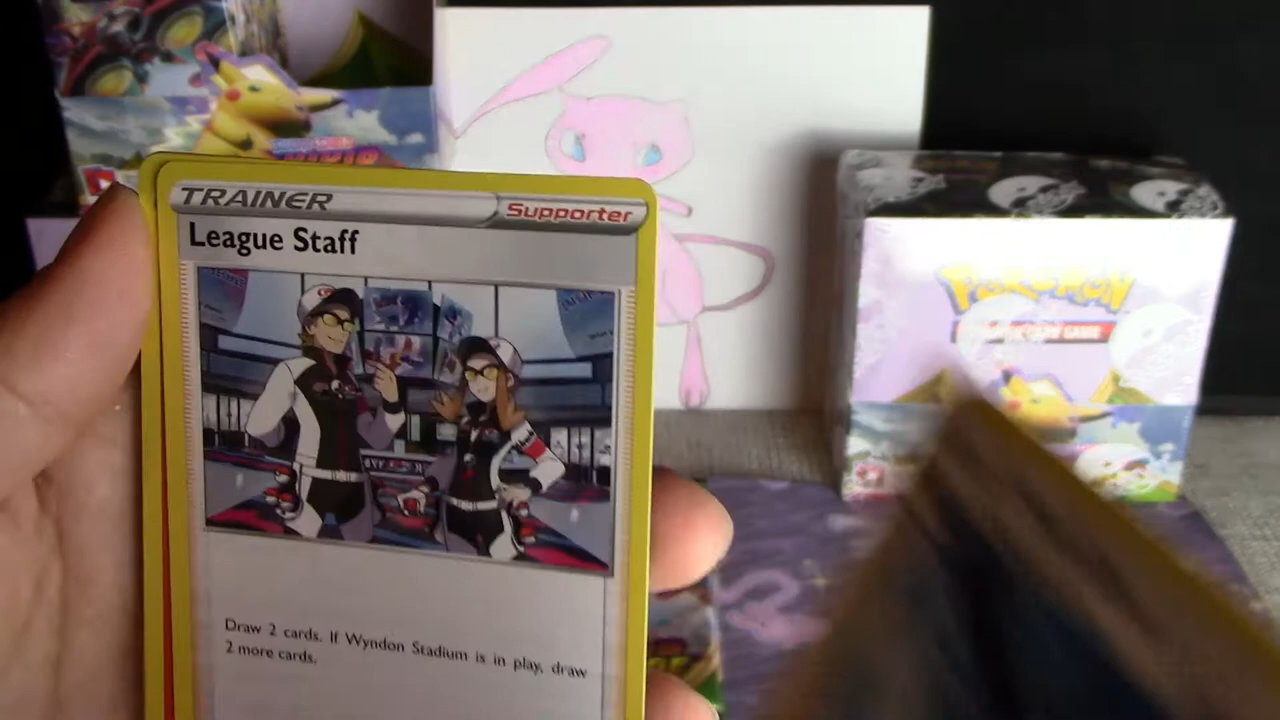 TRAINER
Supporter
League Staff
Draw 2 cards. If Wyndon Stadium is in play, draw
2 more cards.
POKéMON